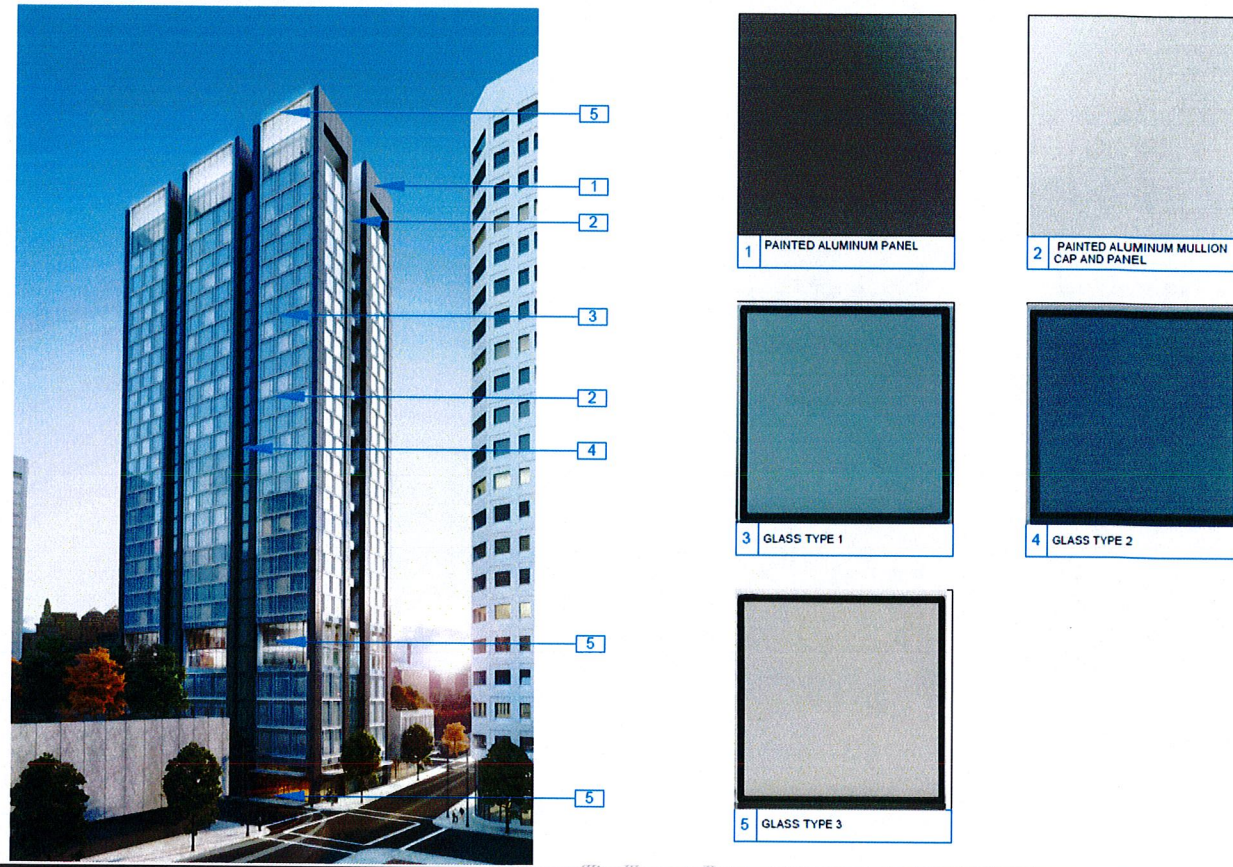 5
1
2
3
2
4
5
5
1 PAINTED ALUMINUM PANEL
2 PAINTED ALUMINUM MULLION
CAP AND PANEL
3 GLASS TYPE 1
4 GLASS TYPE 2
5 GLASS TYPE 3